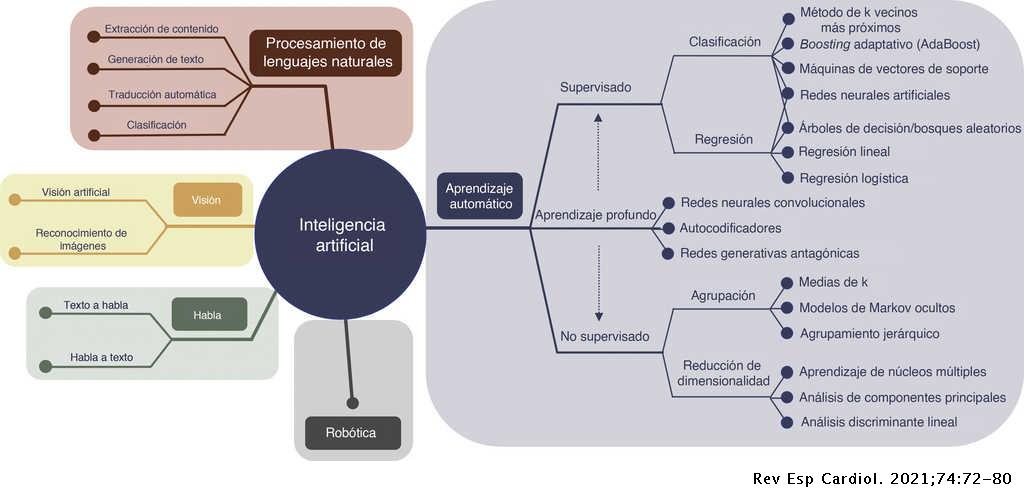 Extracción de contenido
Generación de texto
Traducción automática
Clasificación
Procesamiento de
lenguajes naturales
Visión artificial
Reconocimiento de
imágenes
Visión
Texto a habla
Habla a texto
Habla
Inteligencia
artificial
Robótica
Aprendizaje
automático
Supervisado
Clasificación
Método de k vecinos
más próximos
Boosting adaptativo (AdaBoost)
Máquinas de vectores de soporte
Redes neurales artificiales
Regresión
Árboles de decisión/bosques aleatorios
Regresión lineal
Regresión logística
Aprendizaje profundo
Redes neurales convolucionales
Autocodificadores
Redes generativas antagónicas
No supervisado
Agrupación
Medias de k
Modelos de Markov ocultos
Agrupamiento jerárquico
Reducción de
dimensionalidad
Aprendizaje de núcleos múltiples
Análisis de componentes principales
Análisis discriminante lineal
Rev Esp Cardiol. 2021;74:72-80